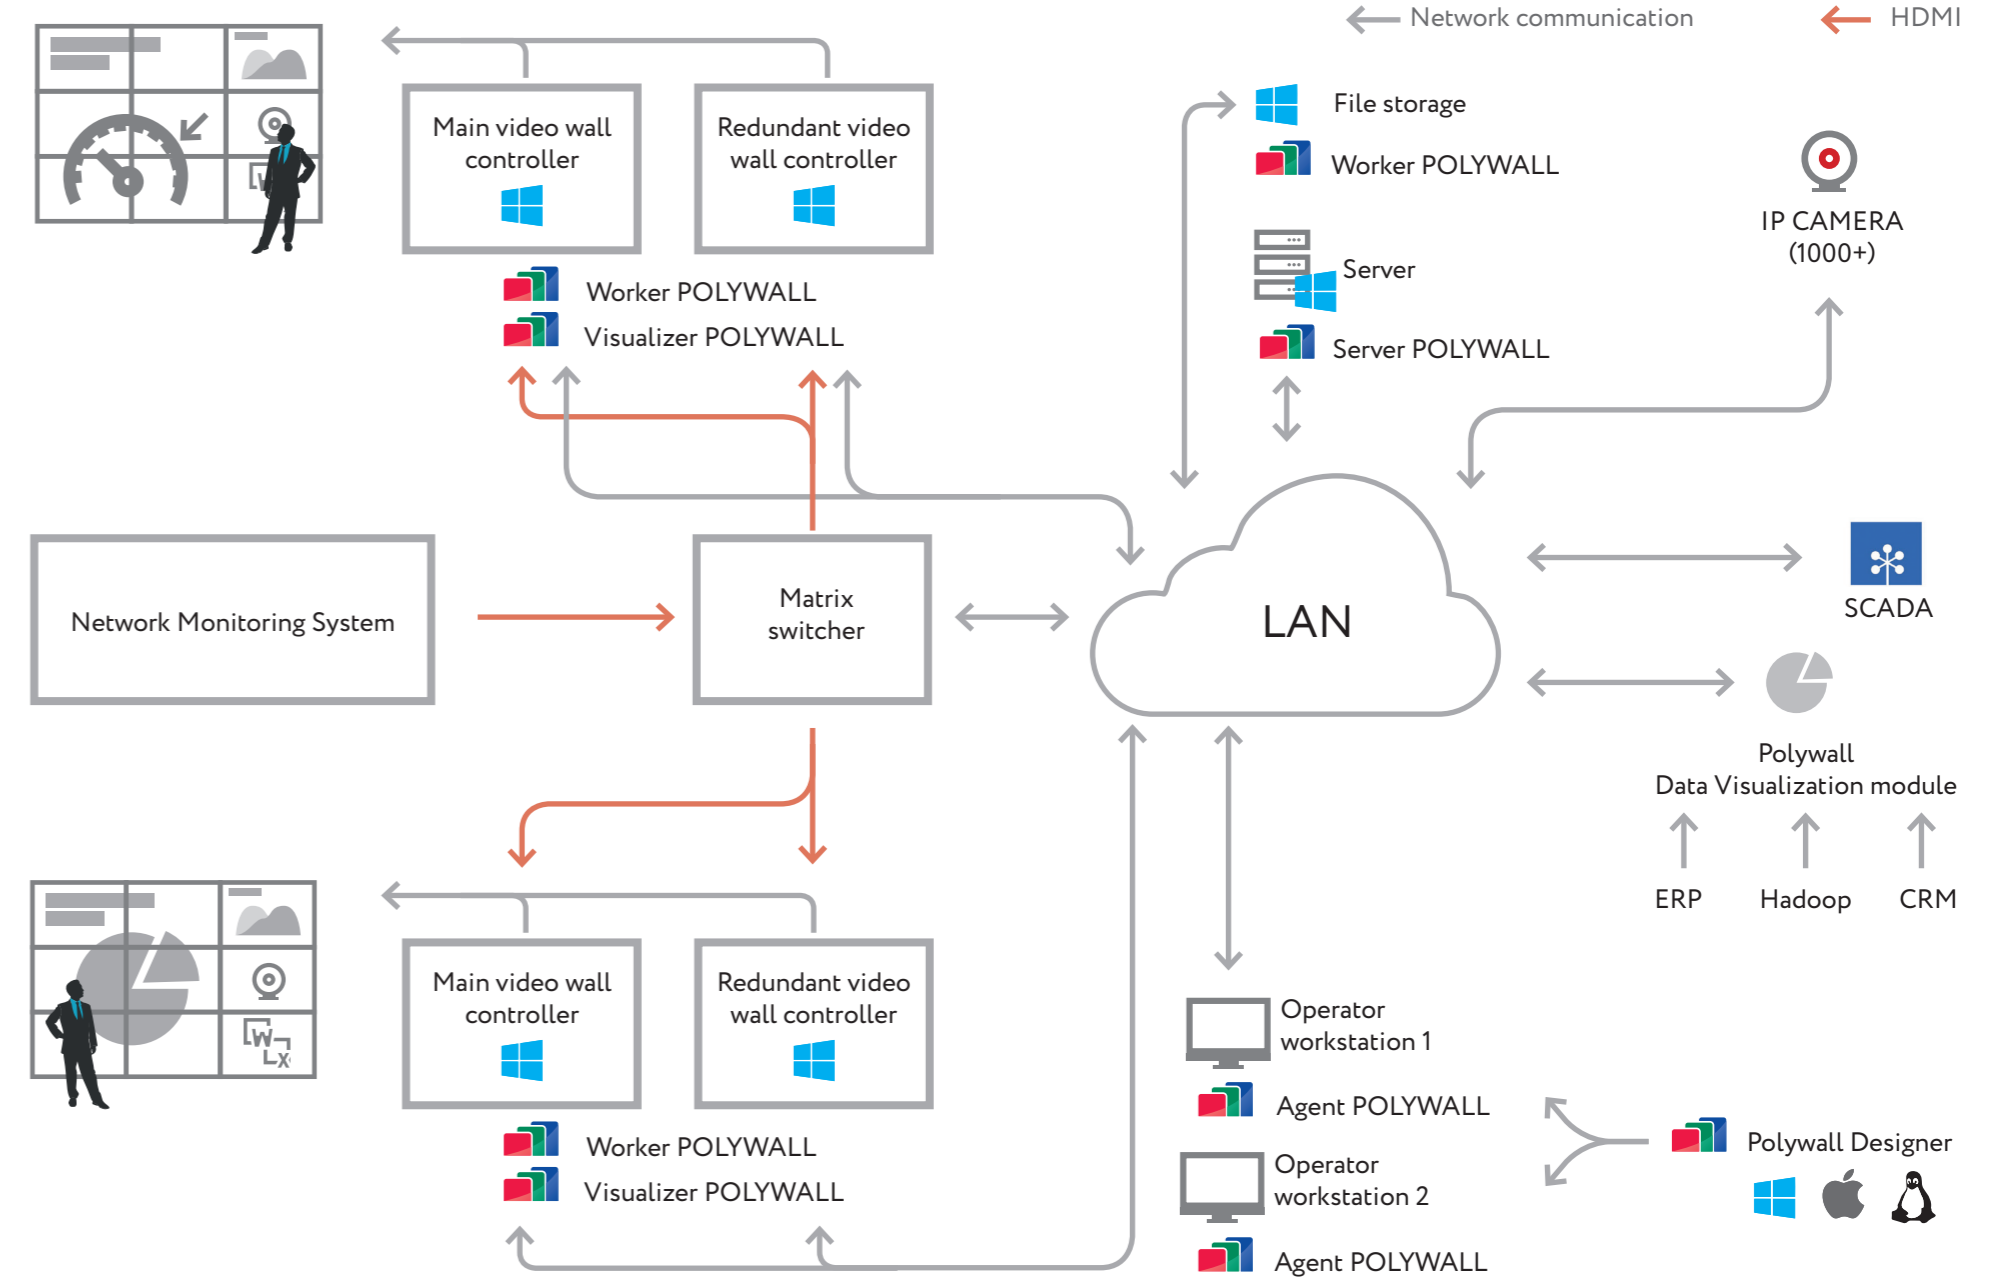 Network communication
HDMI
Main video wall
controller
Redundant video
wall controller
Worker POLYWALL
Visualizer POLYWALL
File storage
Worker POLYWALL
Server
Server POLYWALL
IP CAMERA
(1000+)
Network Monitoring System
Matrix
switcher
LAN
SCADA
Polywall
Data Visualization module
ERP
Hadoop
CRM
Main video wall
controller
Redundant video
wall controller
W
X
Worker POLYWALL
Visualizer POLYWALL
Operator
workstation 1
Agent POLYWALL
Operator
workstation 2
Agent POLYWALL
Polywall Designer